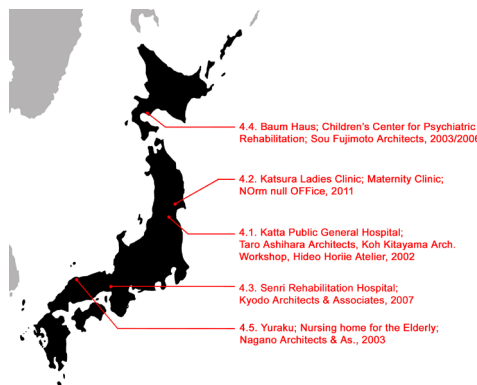 4.4. Baum Haus; Children's Center for Psychiatric
Rehabilitation; Sou Fujimoto Architects, 2003/2006
4.2. Katsura Ladies Clinic; Maternity Clinic;
NOrm null OFFice, 2011
4.1. Katta Public General Hospital;
Taro Ashihara Architects, Koh Kitayama Arch.
Workshop, Hideo Horiie Atelier, 2002
4.3. Senri Rehabilitation Hospital;
Kyodo Architects & Associates, 2007
4.5. Yuraku; Nursing home for the Elderly;
Nagano Architects & As., 2003